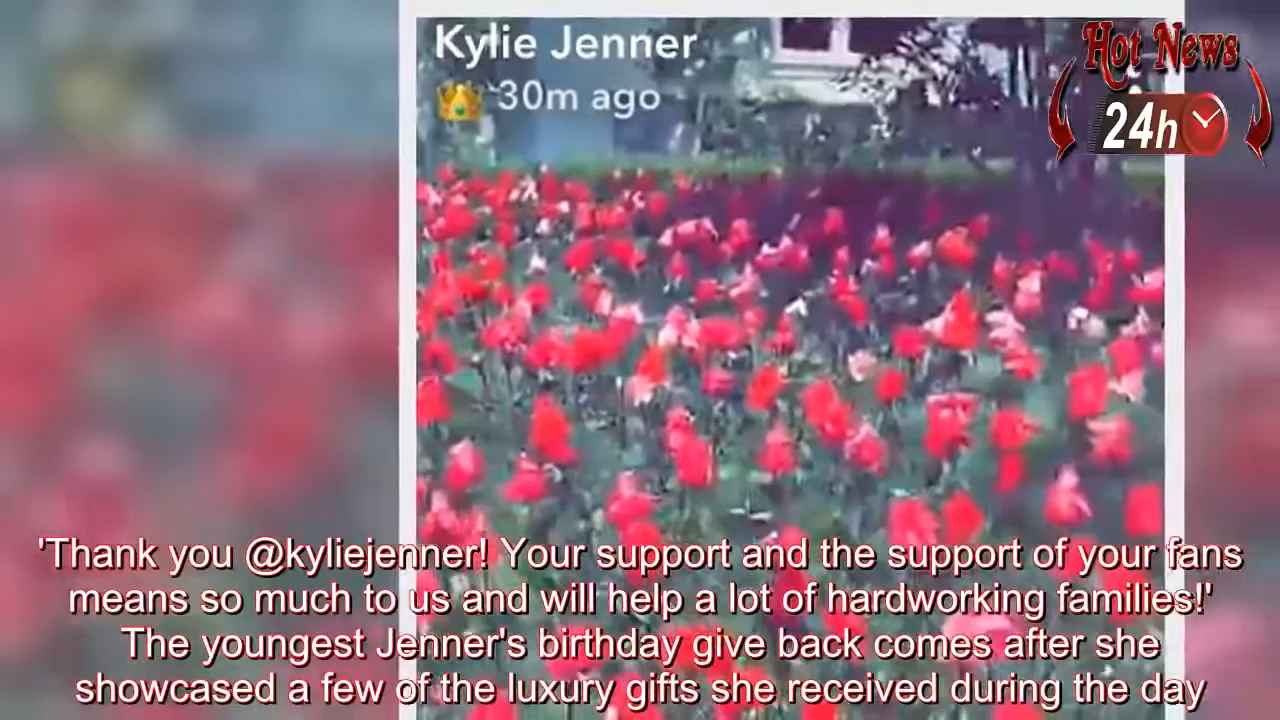 Kylie Jenner
30m ago
Hot News
24h
'Thank you @kyliejenner! Your support and the support of your fans
means so much to us and will help a lot of hardworking families!'
The youngest Jenner's birthday give back comes after she
showcased a few of the luxury gifts she received during the day